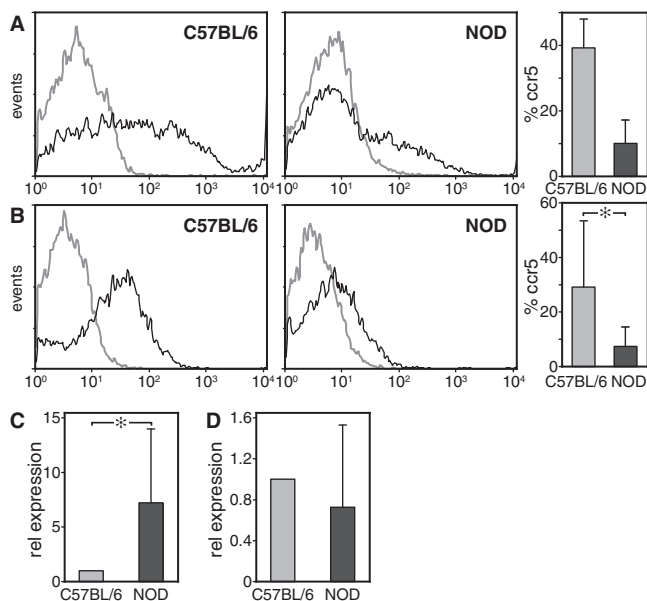 A
C57BL/6
NOD
events
10⁰ 10¹ 10² 10³ 10⁴
10⁰ 10¹ 10² 10³ 10⁴
% ccr5
40
20
0
C57BL/6 NOD
B
C57BL/6
NOD
events
10⁰ 10¹ 10² 10³ 10⁴
10⁰ 10¹ 10² 10³ 10⁴
% ccr5
60
40
20
0
*
C57BL/6 NOD
C
rel expression
15
10
5
0
*
C57BL/6 NOD
D
rel expression
1.6
1.2
0.8
0.4
0
C57BL/6 NOD